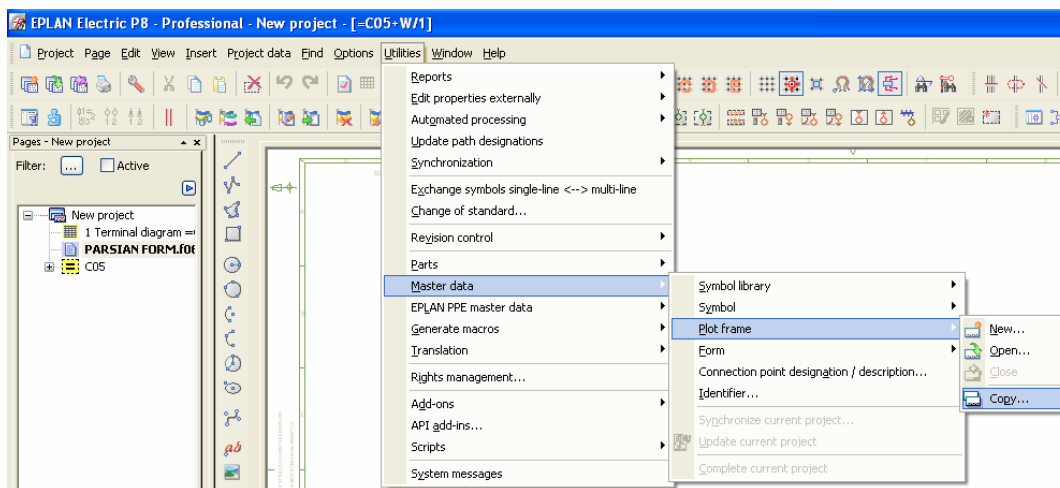 EPLAN Electric P8 - Professional - New project - [=C05+W/1]
Project Page Edit View Insert Project data Find Options Utilities Window Help
Pages - New project
Filter: ... Active
New project
1 Terminal diagram =
PARSIAN FORM.f06
C05
Reports
Edit properties externally
Automated processing
Update path designations
Synchronization
Exchange symbols single-line <--> multi-line
Change of standard...
Revision control
Parts
Master data
EPLAN PPE master data
Generate macros
Translation
Rights management...
Add-ons
API add-ins...
Scripts
System messages
Symbol library
Symbol
Plot frame
Form
Connection point designation / description...
Identifier...
Synchronize current project...
Update current project
Complete current project
New...
Open...
Close
Copy...
ab